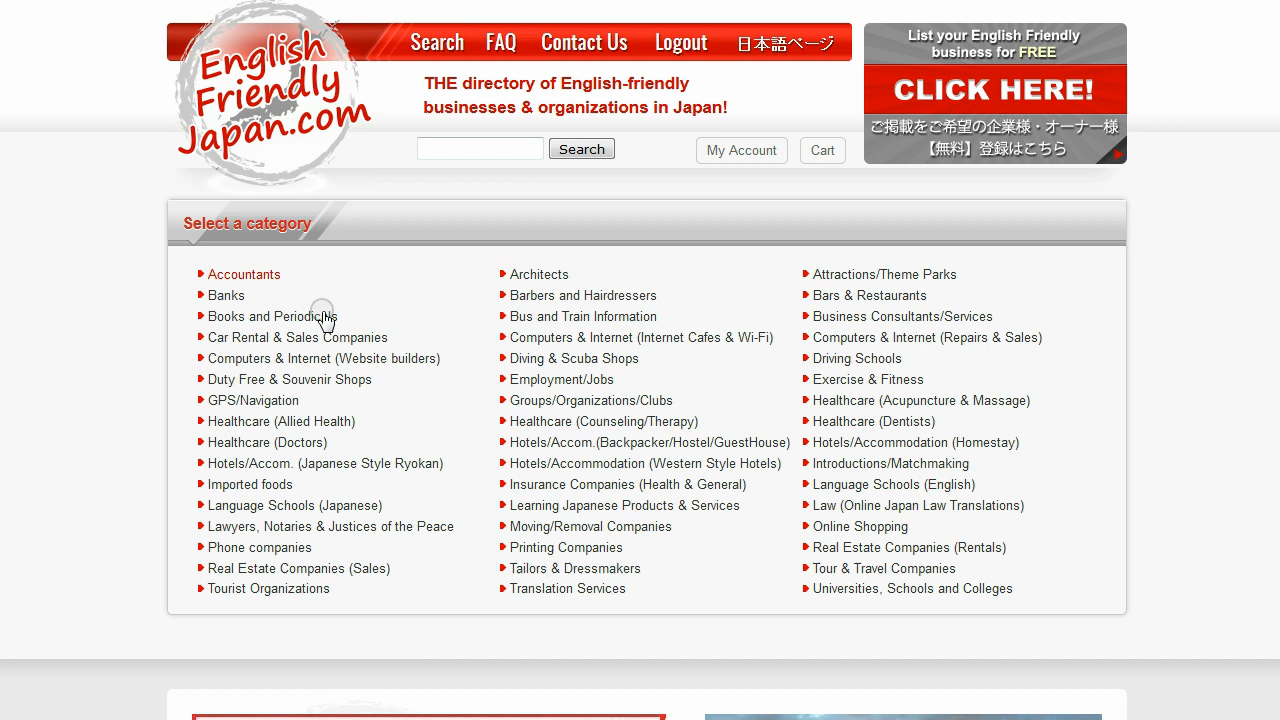 English
Friendly
Japan.com
Search FAQ Contact Us Logout 日本語ページ
THE directory of English-friendly
businesses & organizations in Japan!
Search My Account Cart
List your English Friendly
business for FREE
CLICK HERE!
ご掲載をご希望の企業様・オーナー様
【無料】登録はこちら
Select a category
Accountants Architects Attractions/Theme Parks
Banks Barbers and Hairdressers Bars & Restaurants
Books and Periodicals Bus and Train Information Business Consultants/Services
Car Rental & Sales Companies Computers & Internet (Internet Cafes & Wi-Fi) Computers & Internet (Repairs & Sales)
Computers & Internet (Website builders) Diving & Scuba Shops Driving Schools
Duty Free & Souvenir Shops Employment/Jobs Exercise & Fitness
GPS/Navigation Groups/Organizations/Clubs Healthcare (Acupuncture & Massage)
Healthcare (Allied Health) Healthcare (Counseling/Therapy) Healthcare (Dentists)
Healthcare (Doctors) Hotels/Accom.(Backpacker/Hostel/GuestHouse) Hotels/Accommodation (Homestay)
Hotels/Accom. (Japanese Style Ryokan) Hotels/Accommodation (Western Style Hotels) Introductions/Matchmaking
Imported foods Insurance Companies (Health & General) Language Schools (English)
Language Schools (Japanese) Learning Japanese Products & Services Law (Online Japan Law Translations)
Lawyers, Notaries & Justices of the Peace Moving/Removal Companies Online Shopping
Phone companies Printing Companies Real Estate Companies (Rentals)
Real Estate Companies (Sales) Tailors & Dressmakers Tour & Travel Companies
Tourist Organizations Translation Services Universities, Schools and Colleges